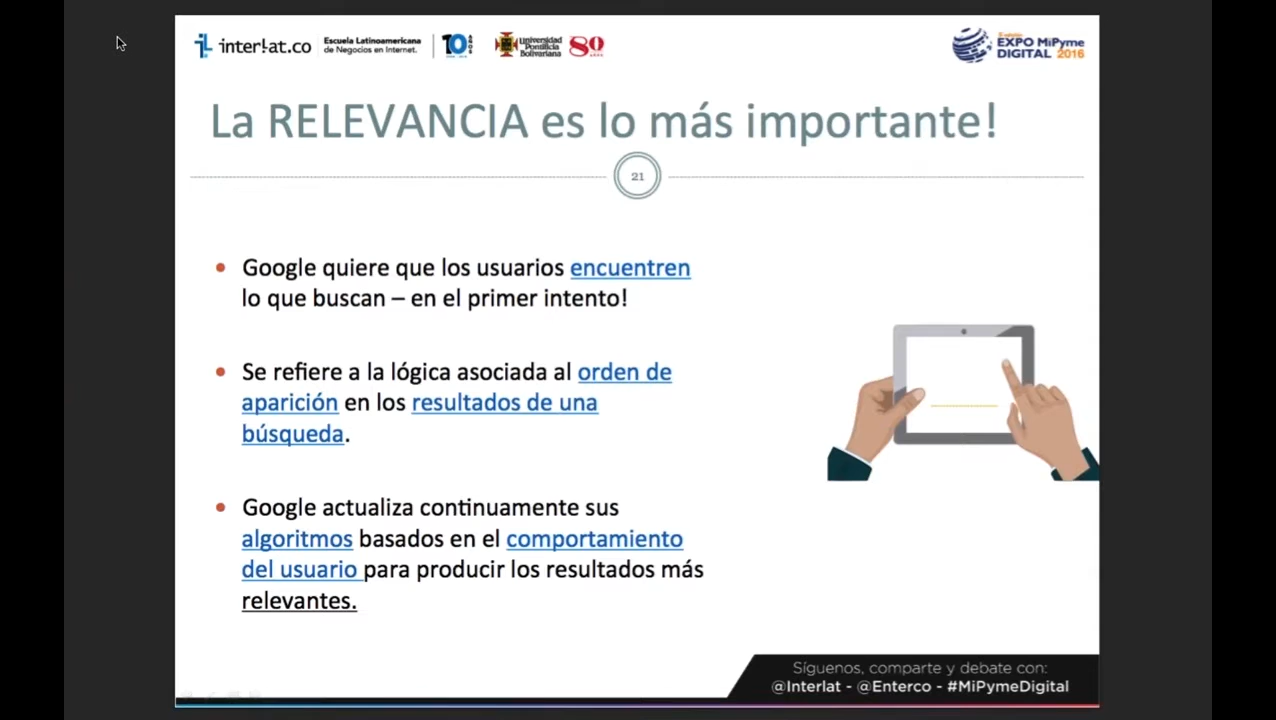 interlat.co
Escuela Latinoamericana
de Negocios en Internet.
10
AÑOS
Universidad
Pontificia
Bolivariana
80
AÑOS
EXPO MiPyme
DIGITAL 2016
La RELEVANCIA es lo más importante!
21
• Google quiere que los usuarios encuentren
lo que buscan – en el primer intento!
• Se refiere a la lógica asociada al orden de
aparición en los resultados de una
búsqueda.
• Google actualiza continuamente sus
algoritmos basados en el comportamiento
del usuario para producir los resultados más
relevantes.
Síguenos, comparte y debate con:
@Interlat - @Enterco - #MiPymeDigital